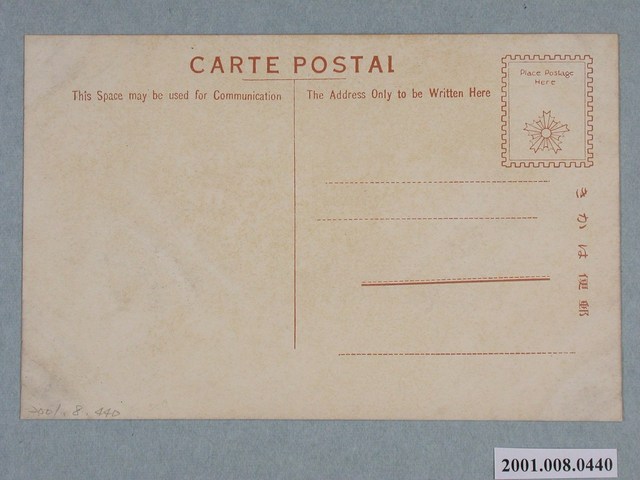 CARTE POSTAL
This Space may be used for Communication
The Address Only to be Written Here
Place Postage
Here
きかは便郵
2001.8.440
2001.008.0440